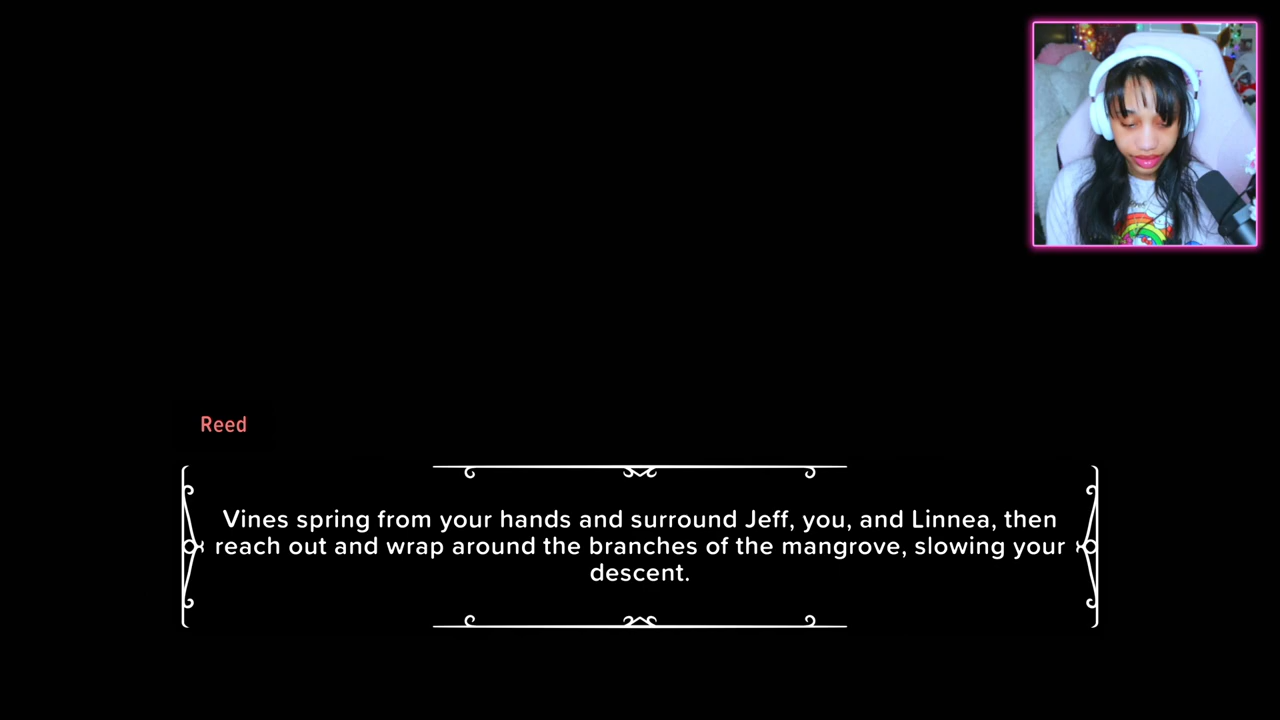 Reed
Vines spring from your hands and surround Jeff, you, and Linnea, then
reach out and wrap around the branches of the mangrove, slowing your
descent.